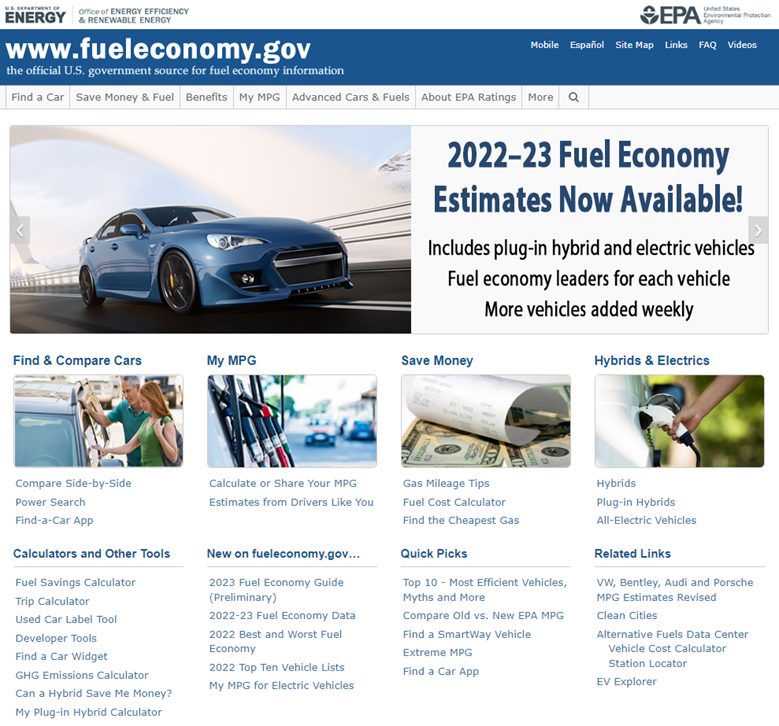 U.S. DEPARTMENT OF
ENERGY
Office of ENERGY EFFICIENCY
& RENEWABLE ENERGY
EPA
United States
Environmental Protection
Agency
www.fueleconomy.gov
the official U.S. government source for fuel economy information
Mobile Español Site Map Links FAQ Videos
Find a Car Save Money & Fuel Benefits My MPG Advanced Cars & Fuels About EPA Ratings More
2022–23 Fuel Economy
Estimates Now Available!
Includes plug-in hybrid and electric vehicles
Fuel economy leaders for each vehicle
More vehicles added weekly
Find & Compare Cars
Compare Side-by-Side
Power Search
Find-a-Car App
My MPG
Calculate or Share Your MPG
Estimates from Drivers Like You
Save Money
Gas Mileage Tips
Fuel Cost Calculator
Find the Cheapest Gas
Hybrids & Electrics
Hybrids
Plug-in Hybrids
All-Electric Vehicles
Calculators and Other Tools
Fuel Savings Calculator
Trip Calculator
Used Car Label Tool
Developer Tools
Find a Car Widget
GHG Emissions Calculator
Can a Hybrid Save Me Money?
My Plug-in Hybrid Calculator
New on fueleconomy.gov...
2023 Fuel Economy Guide
(Preliminary)
2022-23 Fuel Economy Data
2022 Best and Worst Fuel
Economy
2022 Top Ten Vehicle Lists
My MPG for Electric Vehicles
Quick Picks
Top 10 - Most Efficient Vehicles,
Myths and More
Compare Old vs. New EPA MPG
Find a SmartWay Vehicle
Extreme MPG
Find a Car App
Related Links
VW, Bentley, Audi and Porsche
MPG Estimates Revised
Clean Cities
Alternative Fuels Data Center
Vehicle Cost Calculator
Station Locator
EV Explorer